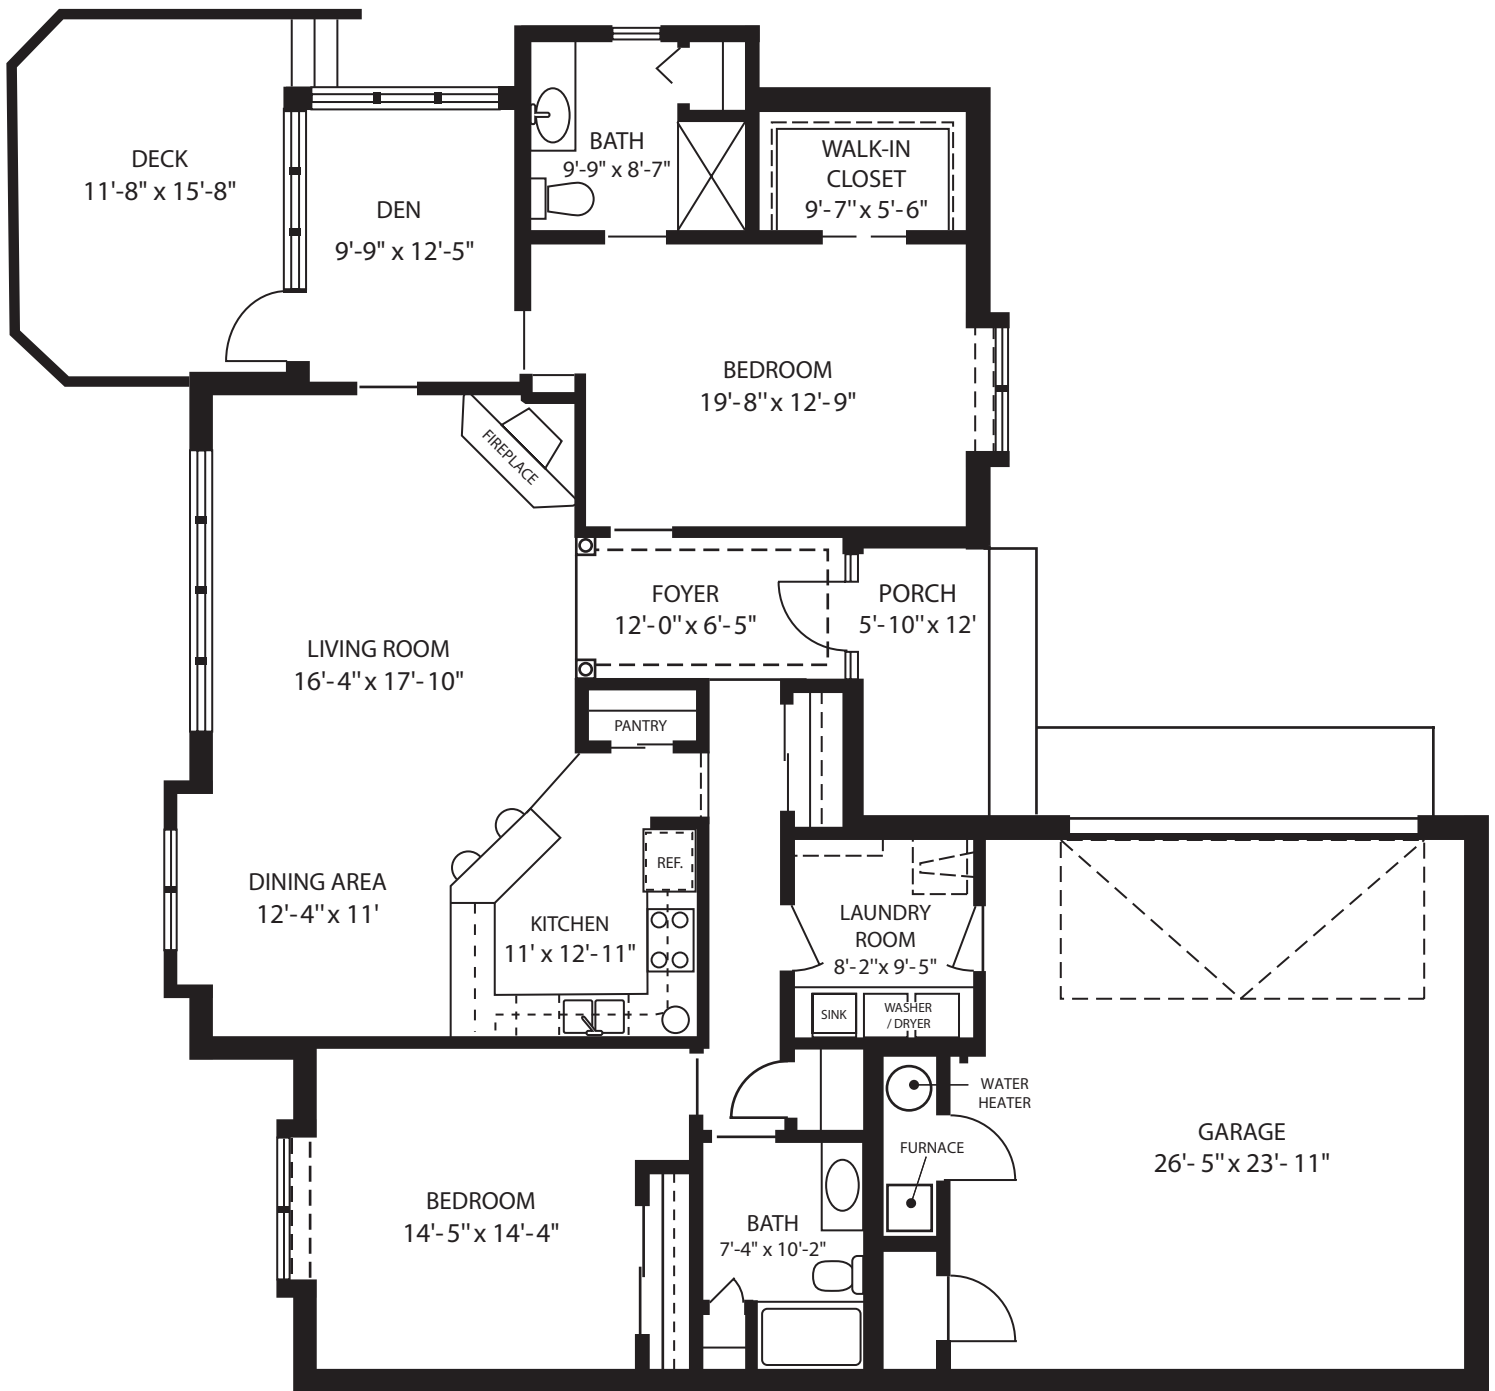 DECK
11'-8" x 15'-8"
DEN
9'-9" x 12'-5"
BATH
9'-9" x 8'-7"
WALK-IN
CLOSET
9'-7" x 5'-6"
BEDROOM
19'-8" x 12'-9"
FIREPLACE
FOYER
12'-0" x 6'-5"
PORCH
5'-10" x 12'
LIVING ROOM
16'-4" x 17'-10"
PANTRY
REF.
DINING AREA
12'-4" x 11'
KITCHEN
11' x 12'-11"
LAUNDRY
ROOM
8'-2" x 9'-5"
SINK
WASHER
/ DRYER
WATER
HEATER
FURNACE
GARAGE
26'-5" x 23'-11"
BEDROOM
14'-5" x 14'-4"
BATH
7'-4" x 10'-2"